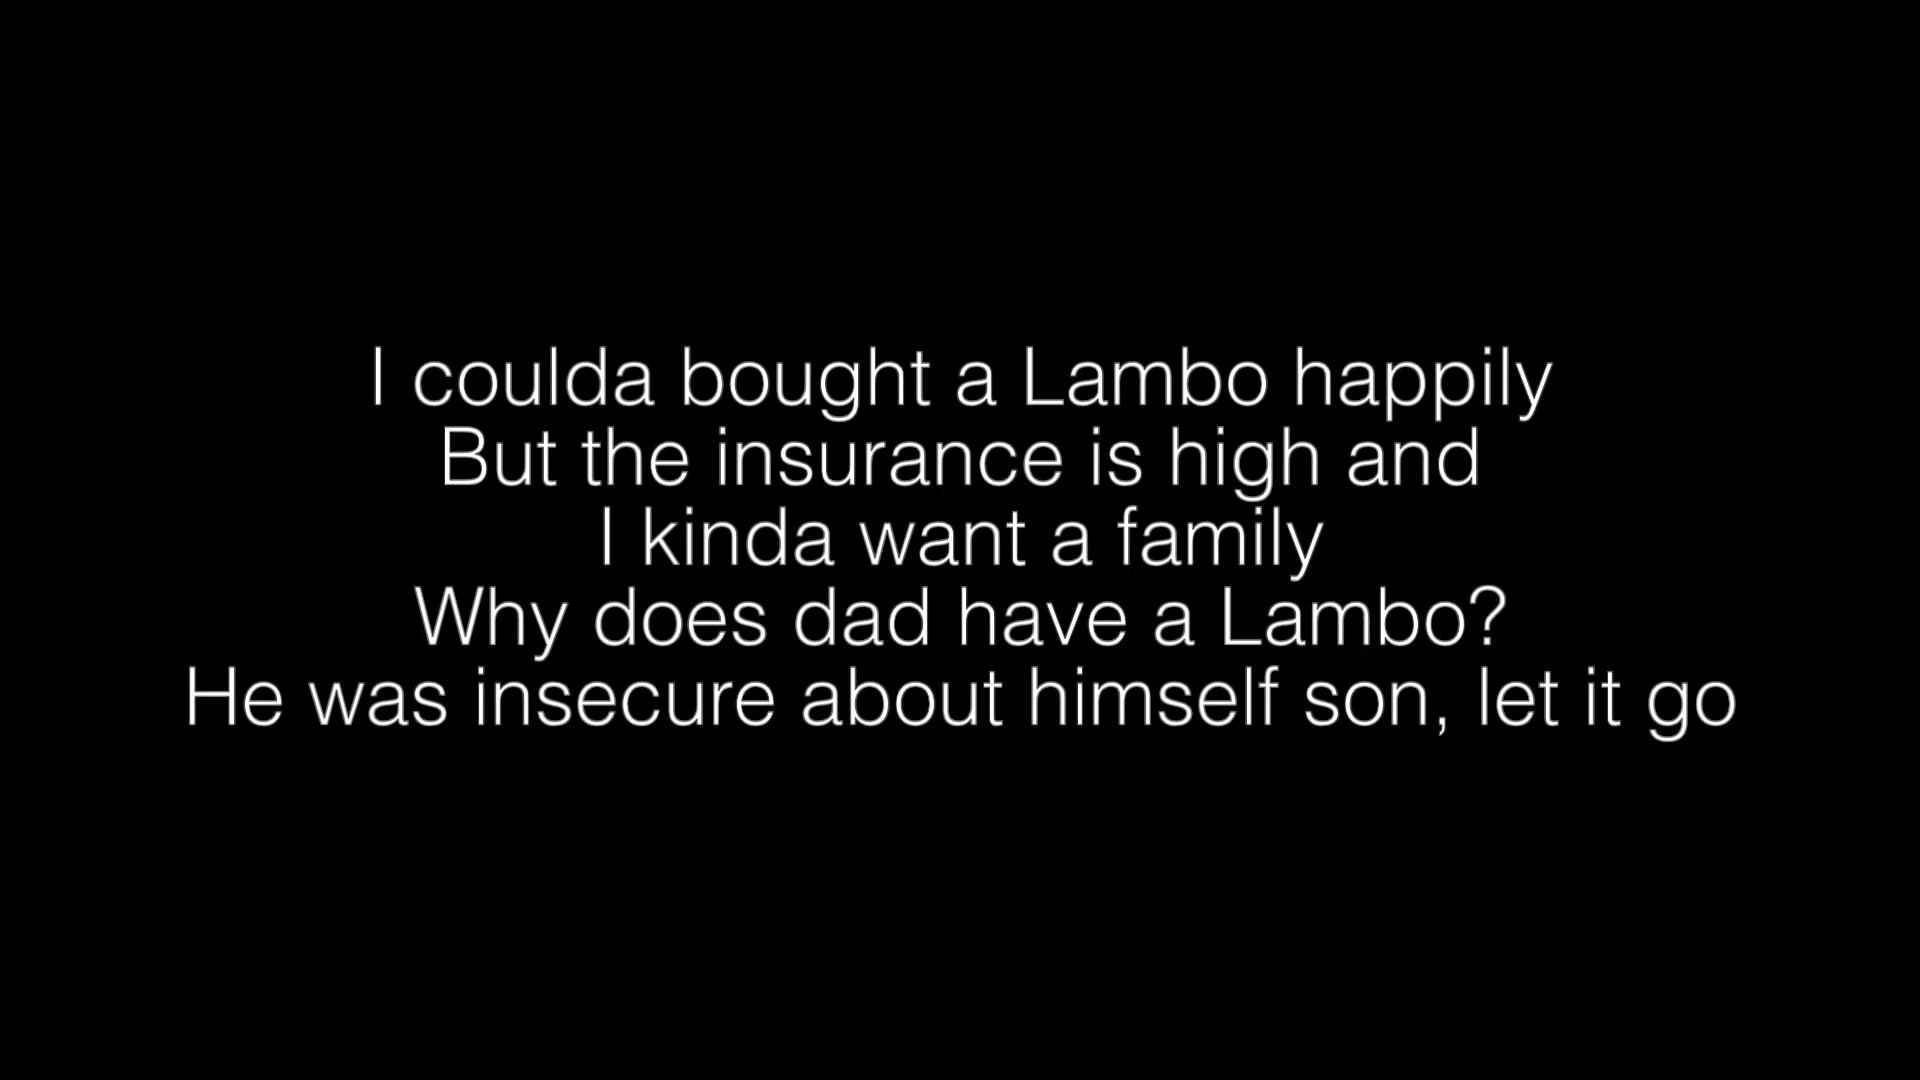 I coulda bought a Lambo happily
But the insurance is high and
I kinda want a family
Why does dad have a Lambo?
He was insecure about himself son, let it go